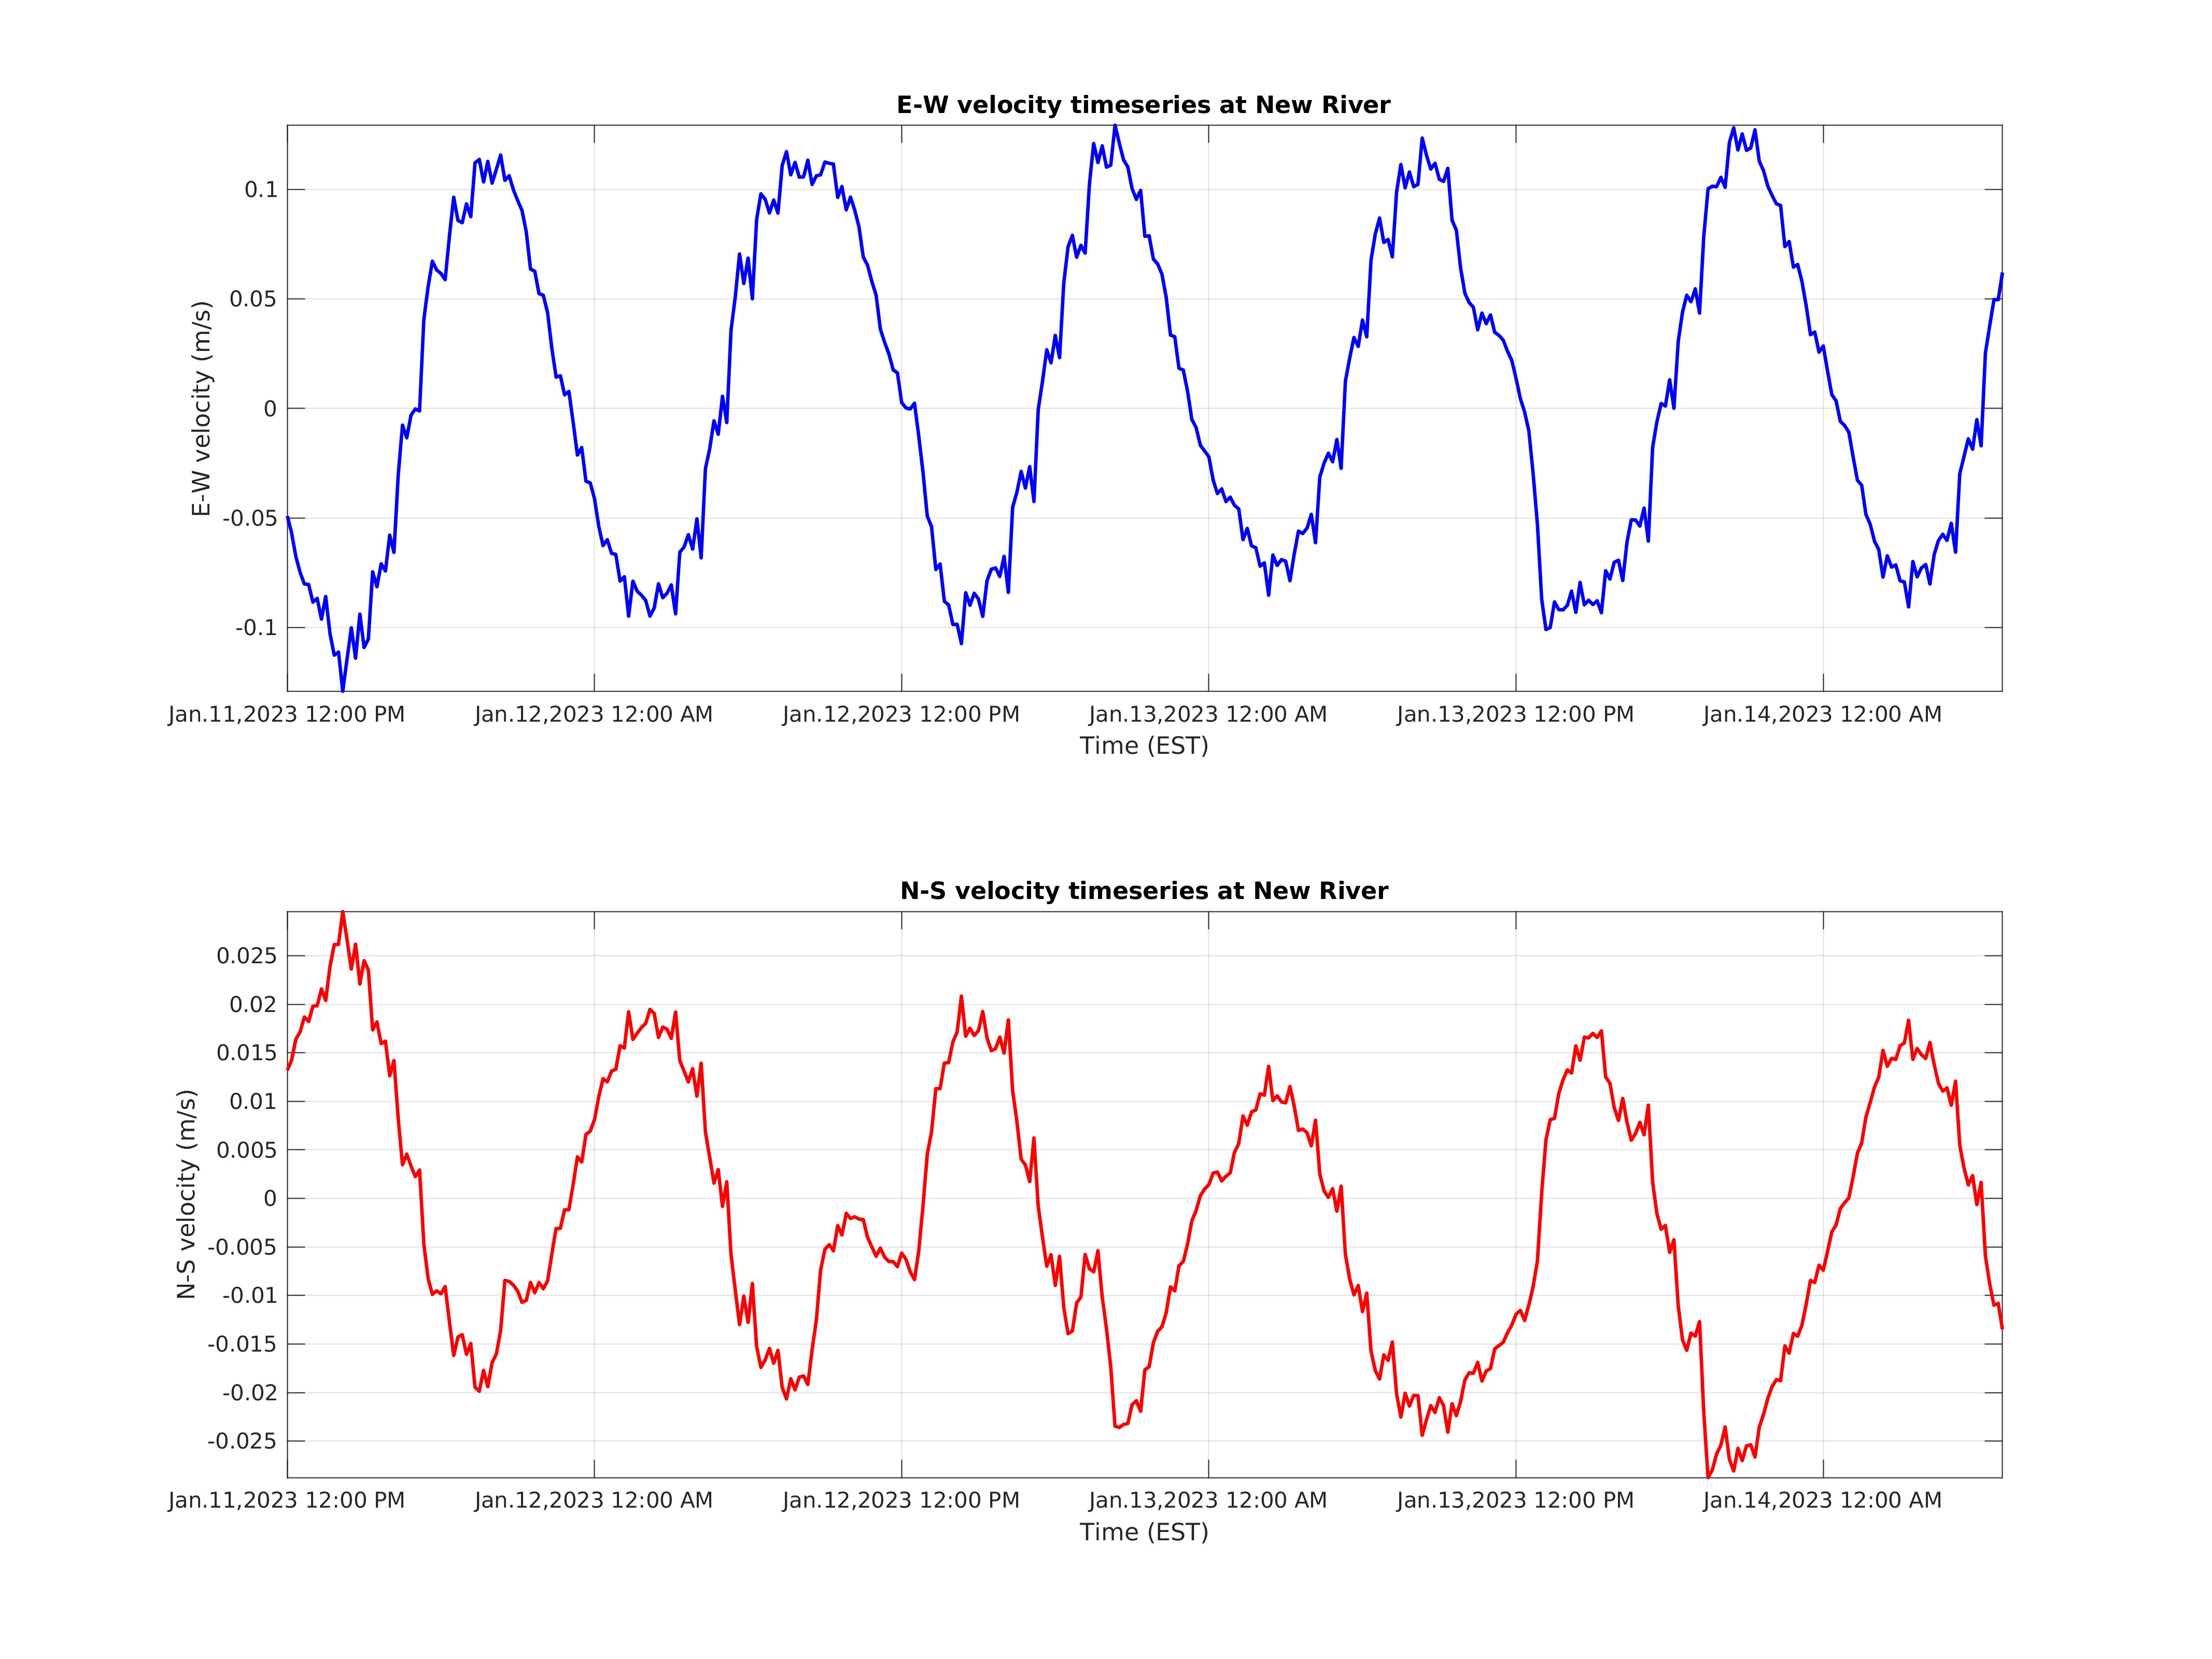 E-W velocity timeseries at New River
E-W velocity (m/s)
0.1
0.05
0
-0.05
-0.1
Jan.11,2023 12:00 PM
Jan.12,2023 12:00 AM
Jan.12,2023 12:00 PM
Jan.13,2023 12:00 AM
Jan.13,2023 12:00 PM
Jan.14,2023 12:00 AM
Time (EST)
N-S velocity timeseries at New River
N-S velocity (m/s)
0.025
0.02
0.015
0.01
0.005
0
-0.005
-0.01
-0.015
-0.02
-0.025
Jan.11,2023 12:00 PM
Jan.12,2023 12:00 AM
Jan.12,2023 12:00 PM
Jan.13,2023 12:00 AM
Jan.13,2023 12:00 PM
Jan.14,2023 12:00 AM
Time (EST)